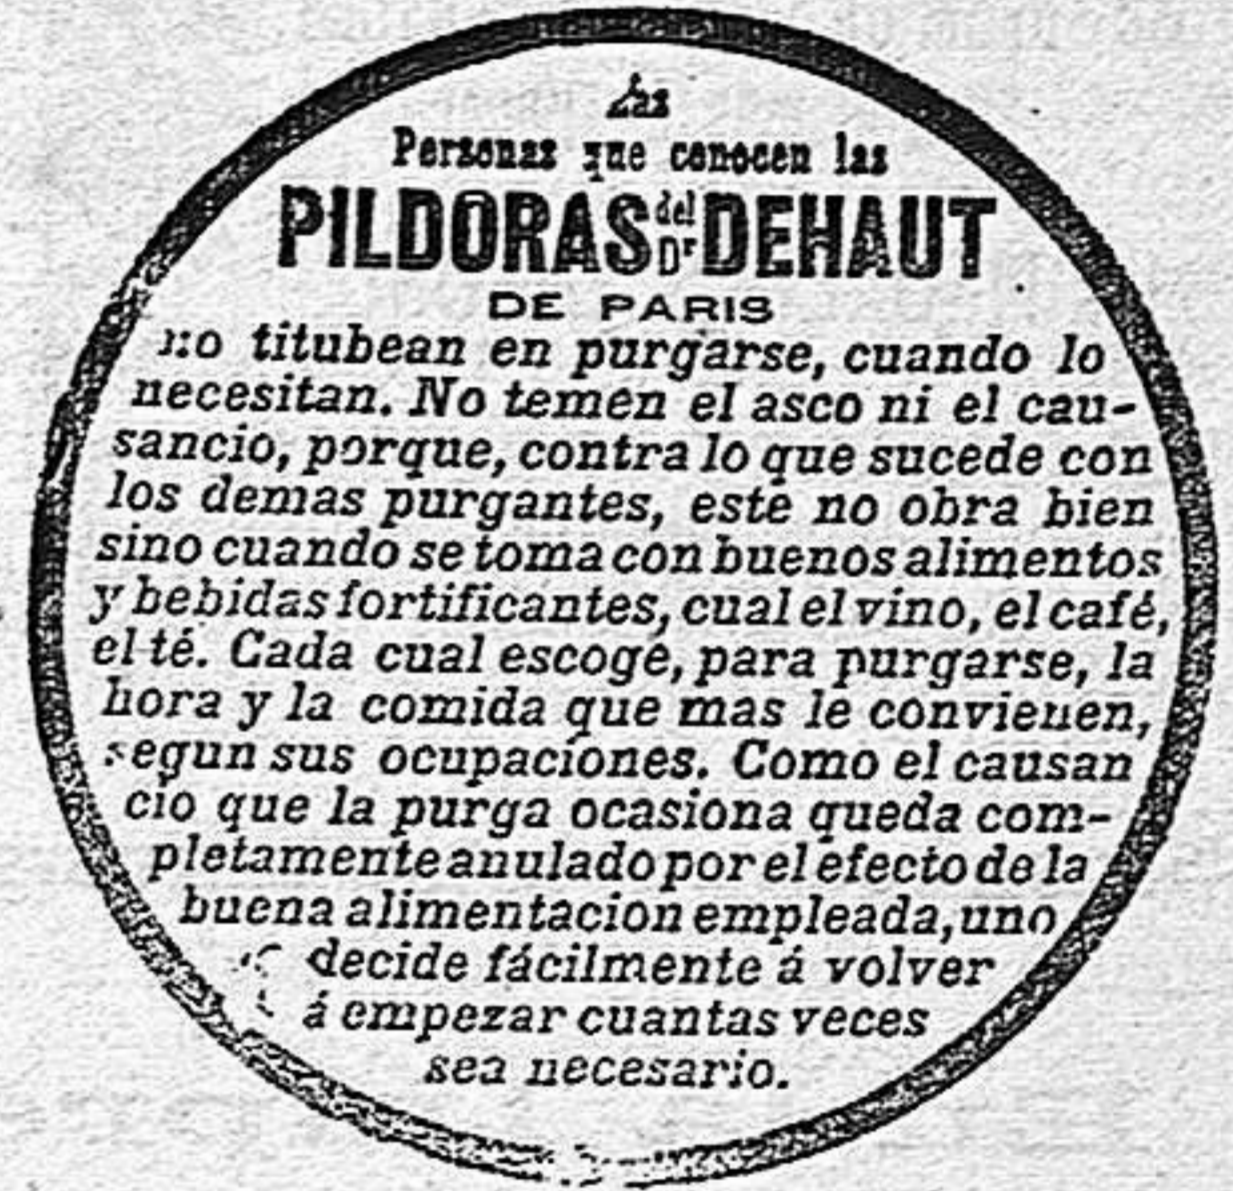 Las
Personas que conocen las
PILDORAS del Dr DEHAUT
DE PARIS
no titubean en purgarse, cuando lo
necesitan. No temen el asco ni el cau-
sancio, porque, contra lo que sucede con
los demas purgantes, este no obra bien
sino cuando se toma con buenos alimentos
y bebidas fortificantes, cual el vino, el café,
el té. Cada cual escoge, para purgarse, la
hora y la comida que mas le convienen,
segun sus ocupaciones. Como el causan
cio que la purga ocasiona queda com-
pletamente anulado por el efecto de la
buena alimentacion empleada, uno
decide fácilmente á volver
á empezar cuantas veces
sea necesario.